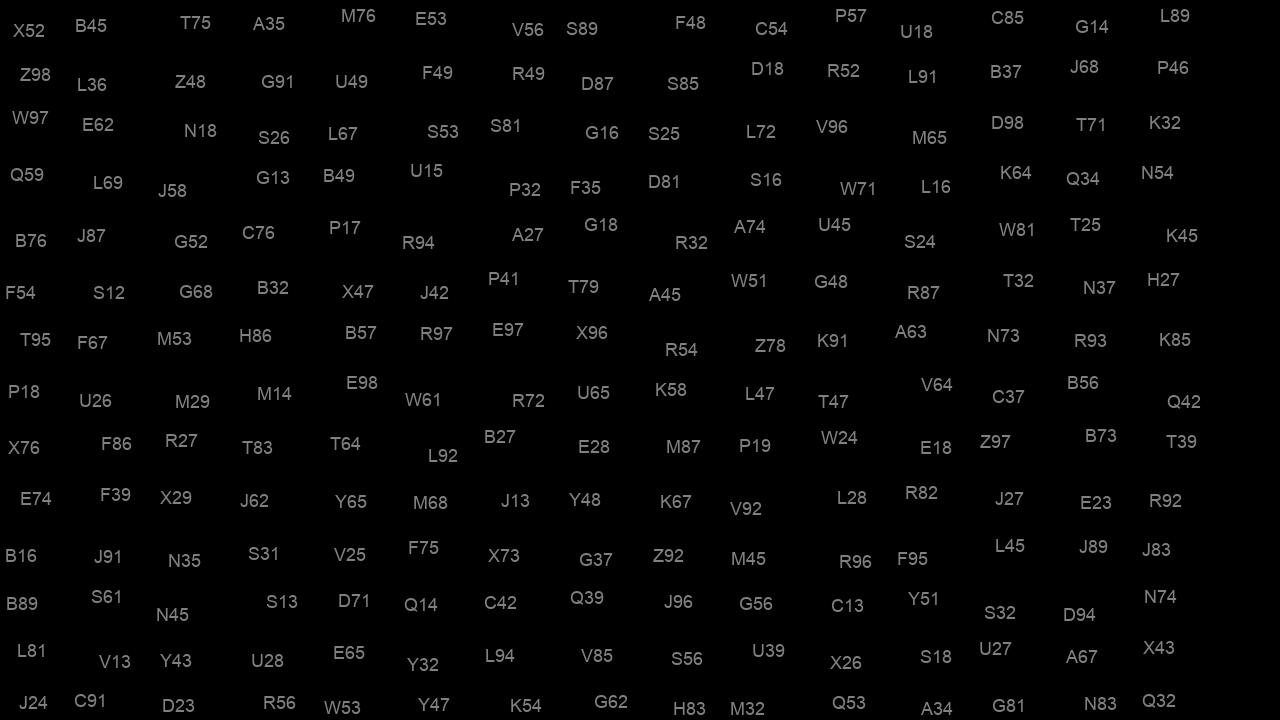 X52 B45 T75 A35 M76 E53 V56 S89 F48 C54 P57 U18 C85 G14 L89
Z98 L36 Z48 G91 U49 F49 R49 D87 S85 D18 R52 L91 B37 J68 P46
W97 E62 N18 S26 L67 S53 S81 G16 S25 L72 V96 M65 D98 T71 K32
Q59 L69 J58 G13 B49 U15 P32 F35 D81 S16 W71 L16 K64 Q34 N54
B76 J87 G52 C76 P17 R94 A27 G18 R32 A74 U45 S24 W81 T25 K45
F54 S12 G68 B32 X47 J42 P41 T79 A45 W51 G48 R87 T32 N37 H27
T95 F67 M53 H86 B57 R97 E97 X96 R54 Z78 K91 A63 N73 R93 K85
P18 U26 M29 M14 E98 W61 R72 U65 K58 L47 T47 V64 C37 B56 Q42
X76 F86 R27 T83 T64 L92 B27 E28 M87 P19 W24 E18 Z97 B73 T39
E74 F39 X29 J62 Y65 M68 J13 Y48 K67 V92 L28 R82 J27 E23 R92
B16 J91 N35 S31 V25 F75 X73 G37 Z92 M45 R96 F95 L45 J89 J83
B89 S61 N45 S13 D71 Q14 C42 Q39 J96 G56 C13 Y51 S32 D94 N74
L81 V13 Y43 U28 E65 Y32 L94 V85 S56 U39 X26 S18 U27 A67 X43
J24 C91 D23 R56 W53 Y47 K54 G62 H83 M32 Q53 A34 G81 N83 Q32